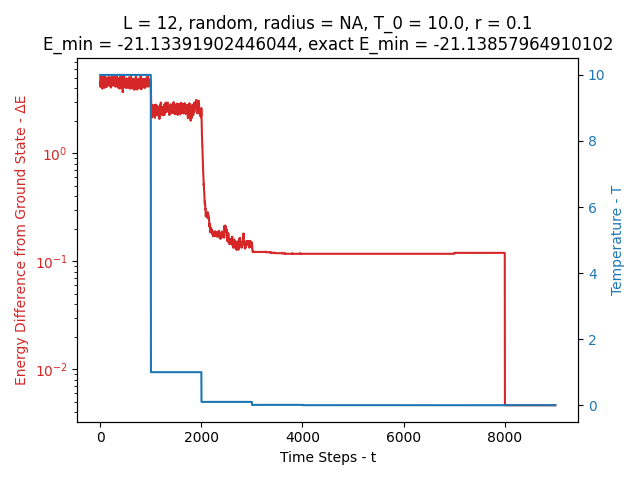 L = 12, random, radius = NA, T_0 = 10.0, r = 0.1
E_min = -21.13391902446044, exact E_min = -21.13857964910102
Energy Difference from Ground State - ΔE
10⁰
10⁻¹
10⁻²
10
8
6
4
2
0
Temperature - T
0
2000
4000
6000
8000
Time Steps - t